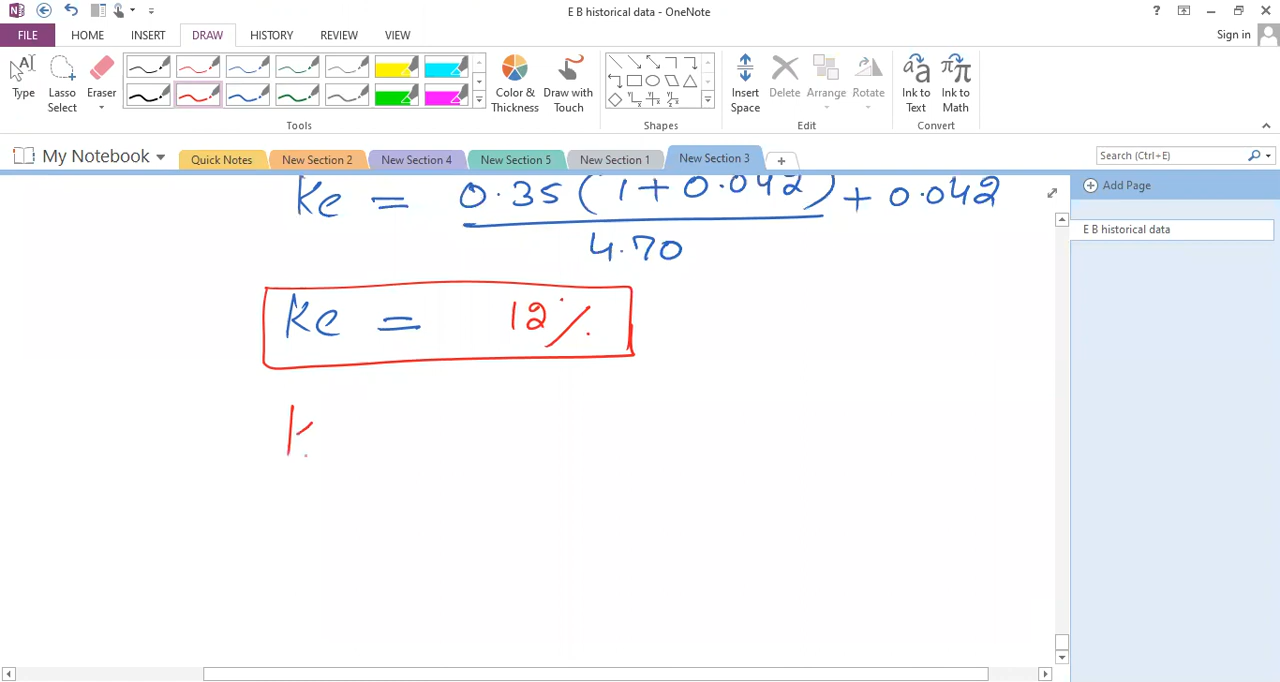 E B historical data - OneNote
FILE HOME INSERT DRAW HISTORY REVIEW VIEW Sign in
Type Lasso Select Eraser Color & Thickness Draw with Touch Insert Space Delete Arrange Rotate Ink to Text Ink to Math
Tools Shapes Edit Convert
My Notebook Quick Notes New Section 2 New Section 4 New Section 5 New Section 1 New Section 3 Search (Ctrl+E)
Add Page
E B historical data
Ke = 0.35 (1 + 0.042) + 0.042
4.70
Ke = 12%